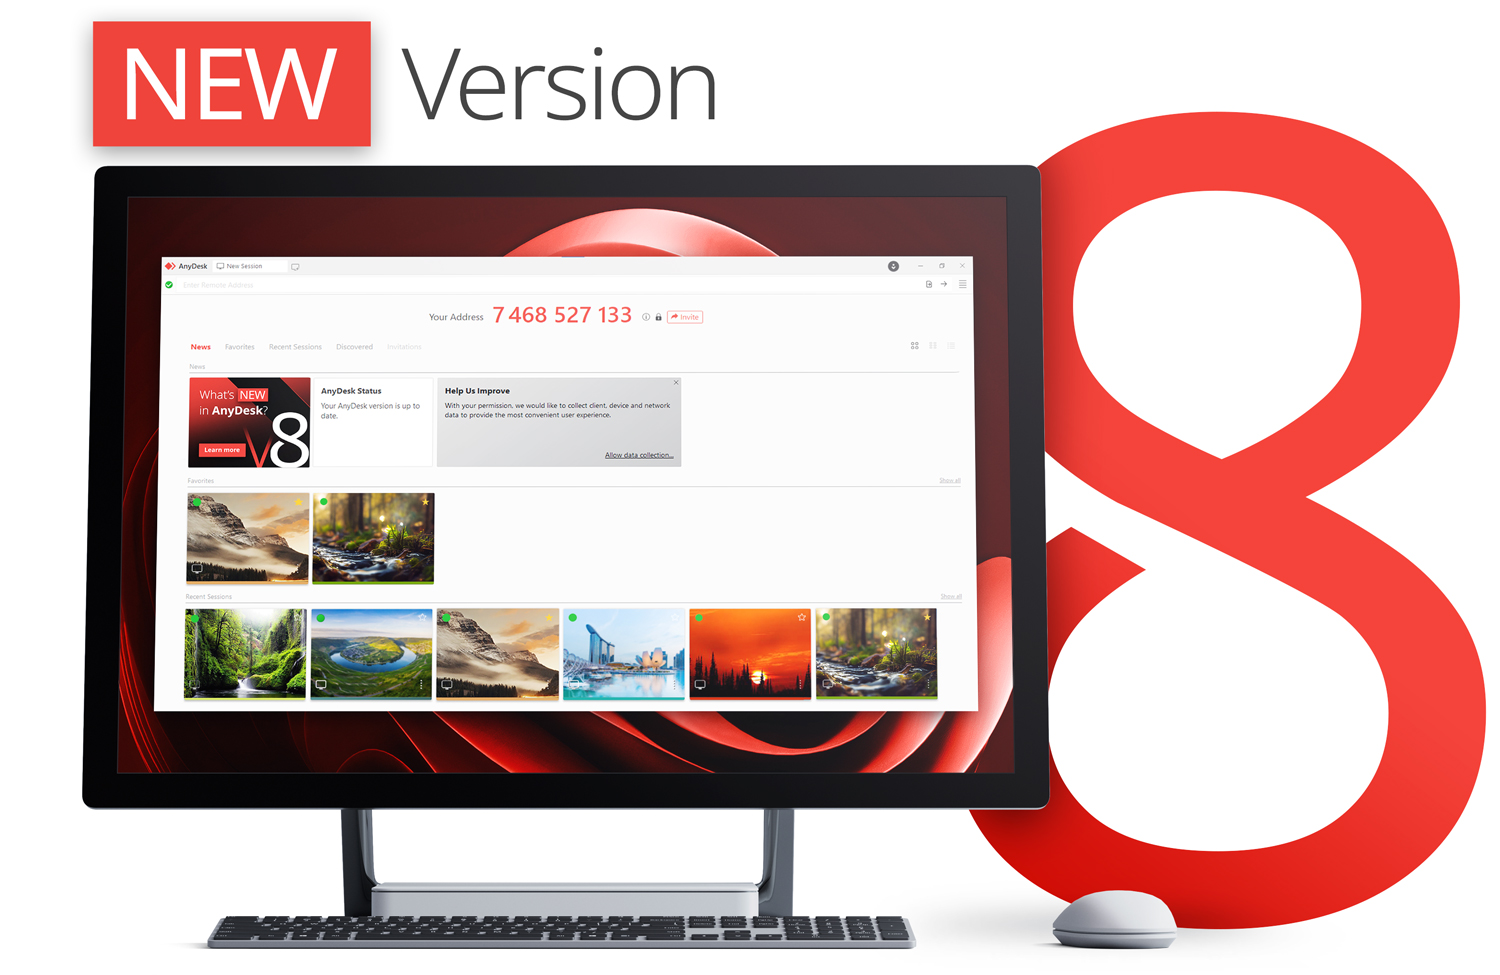 NEW Version
8
AnyDesk New Session
Enter Remote Address
Your Address 7 468 527 133 Invite
News Favorites Recent Sessions Discovered Invitations
News
What's NEW
in AnyDesk?
V8
Learn more
AnyDesk Status
Your AnyDesk version is up to
date.
Help Us Improve
With your permission, we would like to collect client, device and network
data to provide the most convenient user experience.
Allow data collection...
Favorites Show all
Recent Sessions Show all